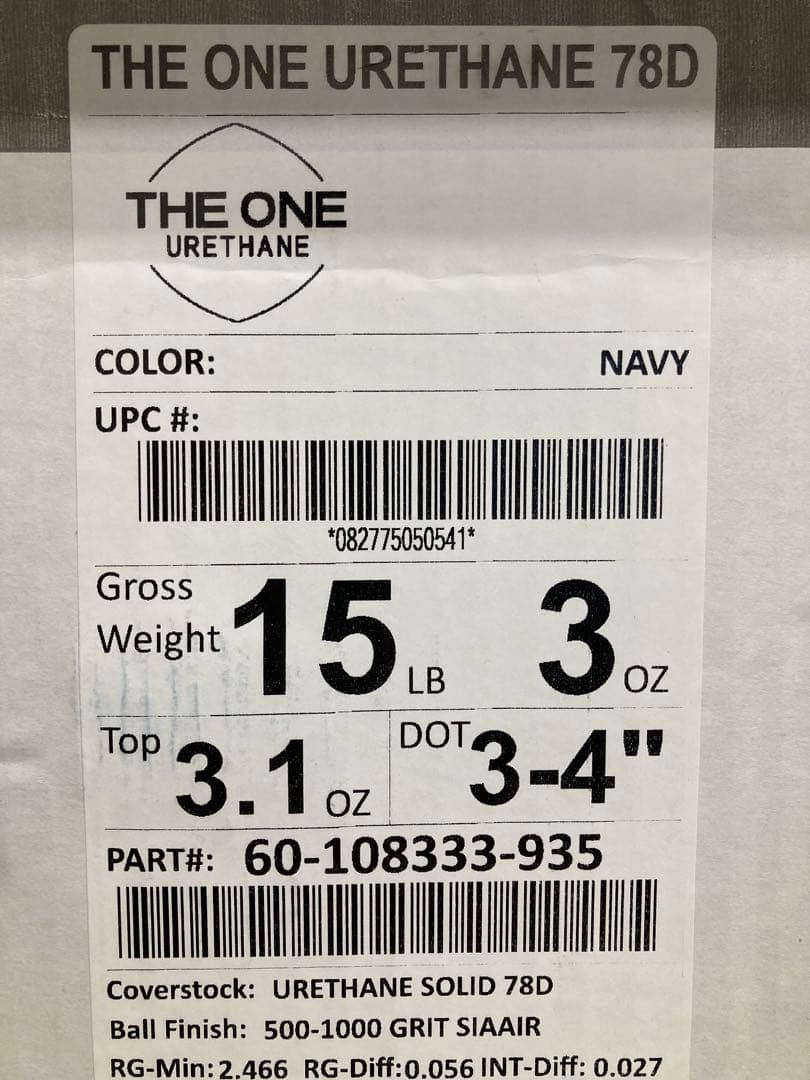 THE ONE URETHANE 78D
THE ONE
URETHANE
COLOR: NAVY
UPC #:
*082775050541*
Gross Weight 15 LB 3 OZ
Top 3.1 OZ DOT 3-4"
PART#: 60-108333-935
Coverstock: URETHANE SOLID 78D
Ball Finish: 500-1000 GRIT SIAAIR
RG-Min: 2.466 RG-Diff:0.056 INT-Diff: 0.027